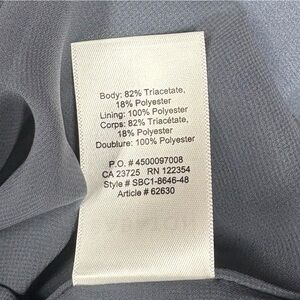 Body: 82% Triacetate,
18% Polyester
Lining: 100% Polyester
Corps: 82% Triacétate,
18% Polyester
Doublure: 100% Polyester
P.O. # 4500097008
CA 23725 RN 122354
Style # SBC1-8646-48
Article # 62630